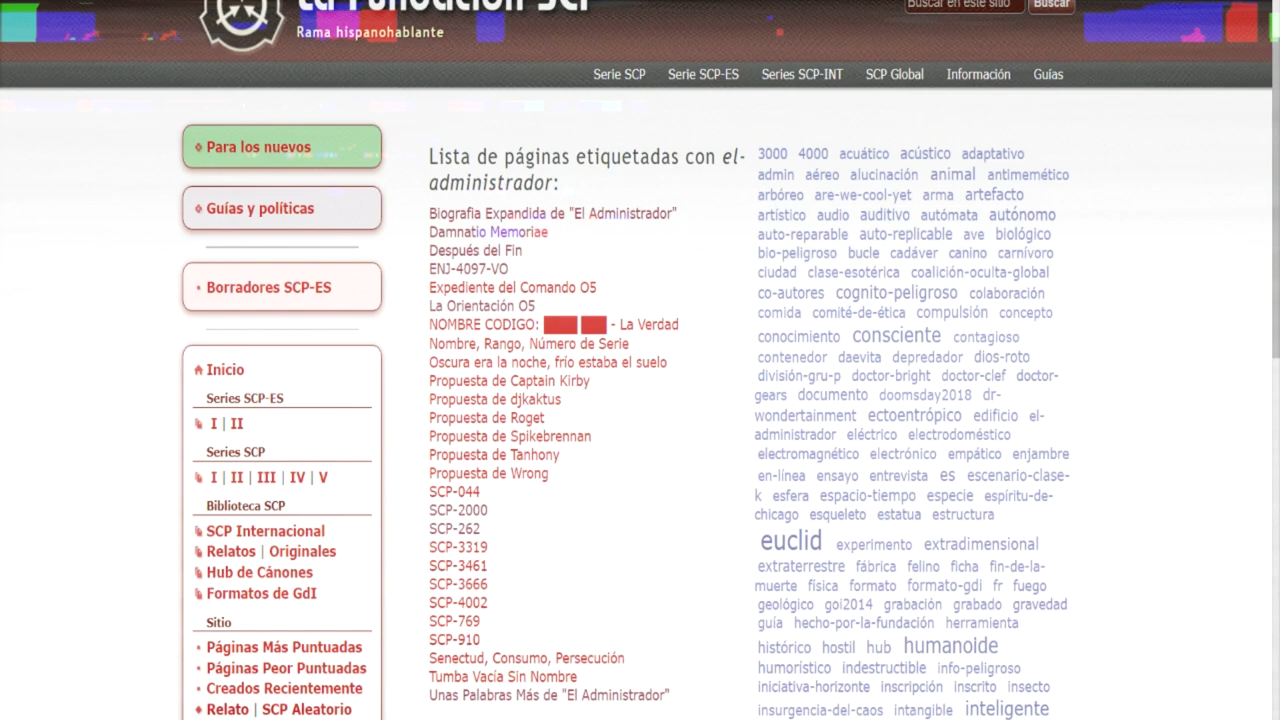 La Fundación SCP
Rama hispanohablante
Buscar en este sitio
Buscar
Serie SCP
Serie SCP-ES
Series SCP-INT
SCP Global
Información
Guías
Para los nuevos
Guías y políticas
Borradores SCP-ES
Inicio
Series SCP-ES
I | II
Series SCP
I | II | III | IV | V
Biblioteca SCP
SCP Internacional
Relatos | Originales
Hub de Cánones
Formatos de GdI
Sitio
Páginas Más Puntuadas
Páginas Peor Puntuadas
Creados Recientemente
Relato | SCP Aleatorio
Lista de páginas etiquetadas con el-
administrador:
Biografia Expandida de "El Administrador"
Damnatio Memoriae
Después del Fin
ENJ-4097-VO
Expediente del Comando O5
La Orientación O5
NOMBRE CODIGO: ████ ███ - La Verdad
Nombre, Rango, Número de Serie
Oscura era la noche, frío estaba el suelo
Propuesta de Captain Kirby
Propuesta de djkaktus
Propuesta de Roget
Propuesta de Spikebrennan
Propuesta de Tanhony
Propuesta de Wrong
SCP-044
SCP-2000
SCP-262
SCP-3319
SCP-3461
SCP-3666
SCP-4002
SCP-769
SCP-910
Senectud, Consumo, Persecución
Tumba Vacía Sin Nombre
Unas Palabras Más de "El Administrador"
3000 4000 acuático acústico adaptativo
admin aéreo alucinación animal antimemético
arbóreo are-we-cool-yet arma artefacto
artístico audio auditivo autómata autónomo
auto-reparable auto-replicable ave biológico
bio-peligroso bucle cadáver canino carnívoro
ciudad clase-esotérica coalición-oculta-global
co-autores cognito-peligroso colaboración
comida comité-de-ética compulsión concepto
conocimiento consciente contagioso
contenedor daevita depredador dios-roto
división-gru-p doctor-bright doctor-clef doctor-
gears documento doomsday2018 dr-
wondertainment ectoentrópico edificio el-
administrador eléctrico electrodoméstico
electromagnético electrónico empático enjambre
en-línea ensayo entrevista es escenario-clase-
k esfera espacio-tiempo especie espíritu-de-
chicago esqueleto estatua estructura
euclid experimento extradimensional
extraterrestre fábrica felino ficha fin-de-la-
muerte física formato formato-gdi fr fuego
geológico goi2014 grabación grabado gravedad
guía hecho-por-la-fundación herramienta
histórico hostil hub humanoide
humorístico indestructible info-peligroso
iniciativa-horizonte inscripción inscrito insecto
insurgencia-del-caos intangible inteligente